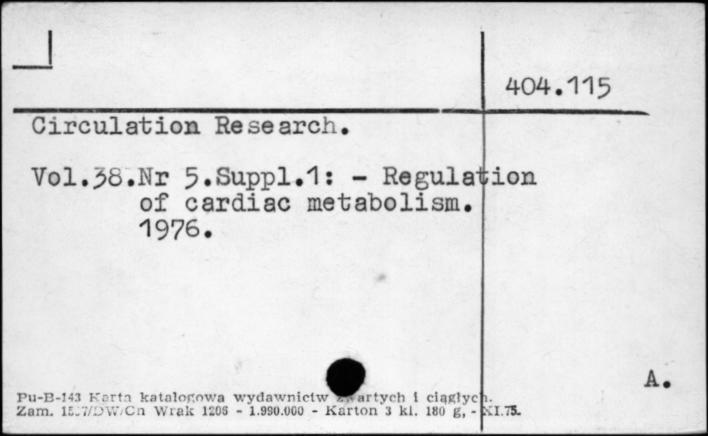 404.115
Circulation Research.
Vol.38.Nr 5.Suppl.1: - Regulation
of cardiac metabolism.
1976.
A.
Pu-B-143 Karta katalogowa wydawnictw zwartych i ciągłych.
Zam. Wrak 1206 - 1.990.000 - Karton 3 kl. 180 g, - XI.75.